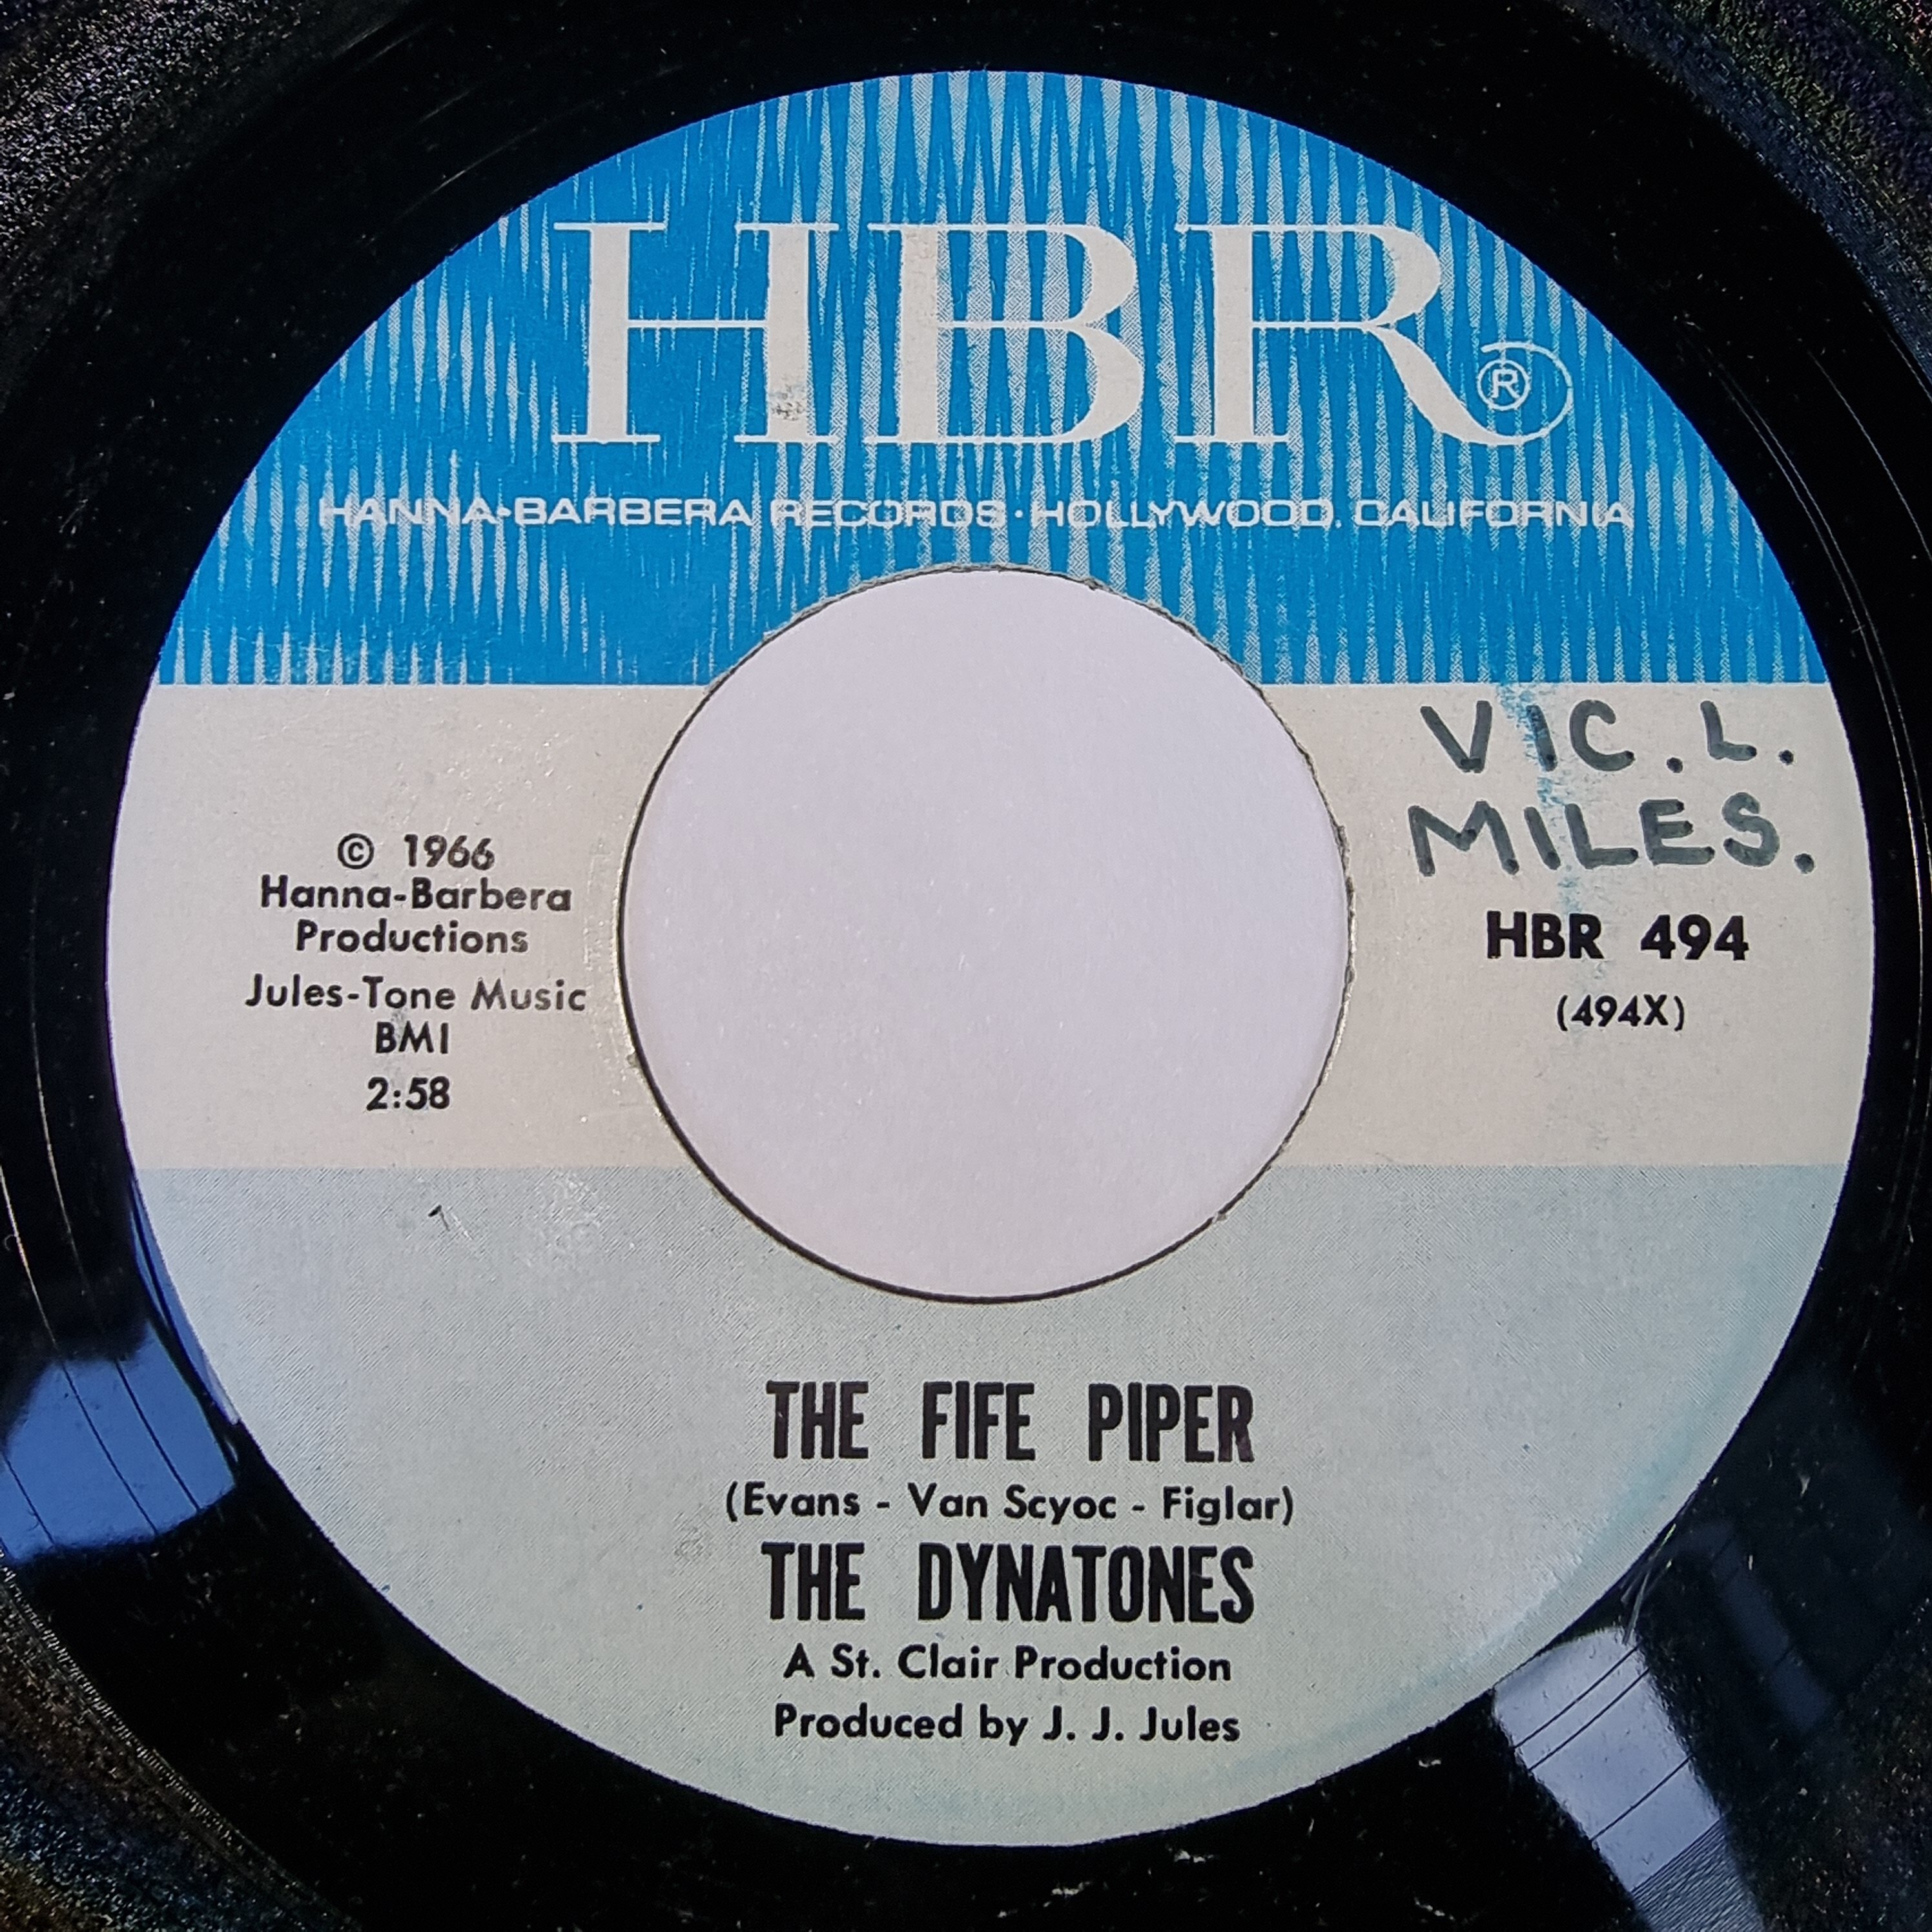 HBR®
HANNA-BARBERA RECORDS · HOLLYWOOD, CALIFORNIA
VIC. L.
MILES.
© 1966
Hanna-Barbera
Productions
Jules-Tone Music
BMI
2:58
HBR 494
(494X)
THE FIFE PIPER
(Evans - Van Scyoc - Figlar)
THE DYNATONES
A St. Clair Production
Produced by J. J. Jules